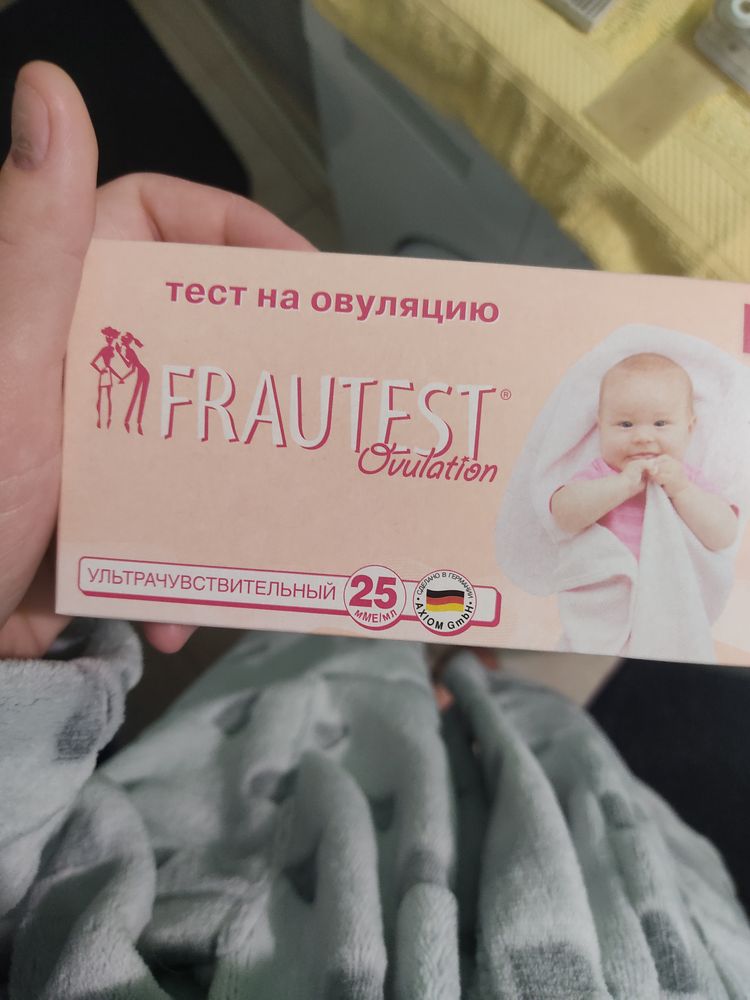 тест на овуляцию
FRAUTEST®
Ovulation
УЛЬТРАЧУВСТВИТЕЛЬНЫЙ
25
ММЕ/МЛ
СДЕЛАНО В ГЕРМАНИИ
• AXIOM GmbH •